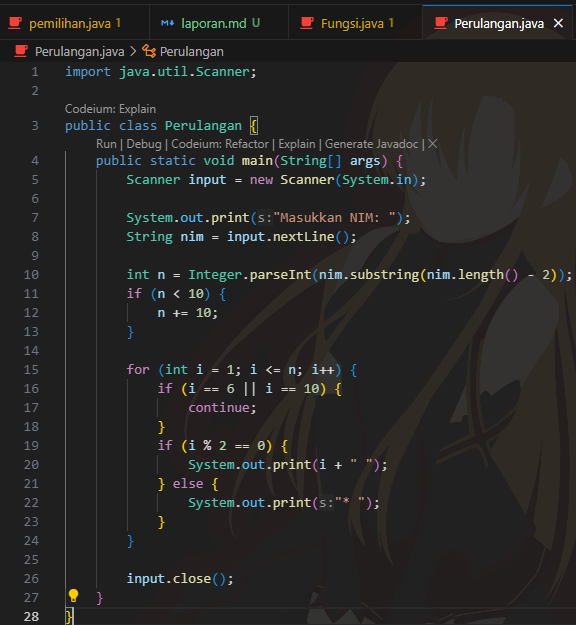 pemilihan.java 1 laporan.md U Fungsi.java 1 Perulangan.java
Perulangan.java > Perulangan
1 import java.util.Scanner;
2
Codeium: Explain
3 public class Perulangan {
Run | Debug | Codeium: Refactor | Explain | Generate Javadoc | X
4 public static void main(String[] args) {
5 Scanner input = new Scanner(System.in);
6
7 System.out.print(s:"Masukkan NIM: ");
8 String nim = input.nextLine();
9
10 int n = Integer.parseInt(nim.substring(nim.length() - 2));
11 if (n < 10) {
12 n += 10;
13 }
14
15 for (int i = 1; i <= n; i++) {
16 if (i == 6 || i == 10) {
17 continue;
18 }
19 if (i % 2 == 0) {
20 System.out.print(i + " ");
21 } else {
22 System.out.print(s:"* ");
23 }
24 }
25
26 input.close();
27 }
28 }